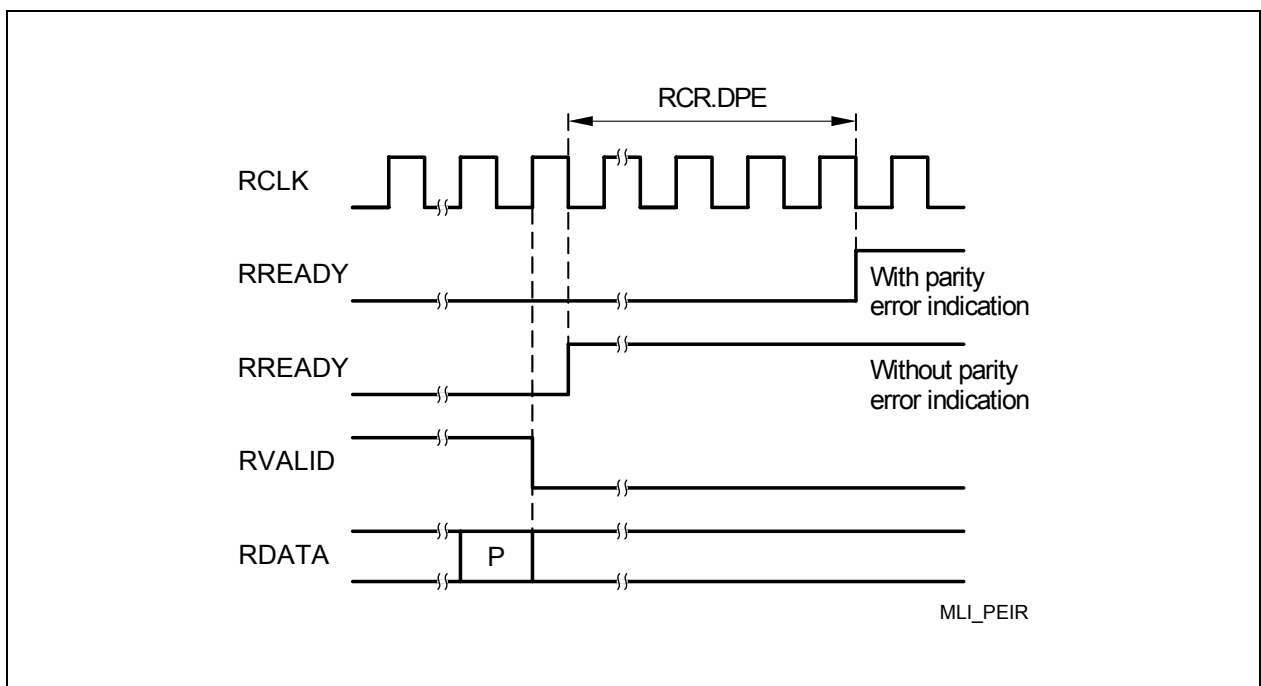 RCR.DPE
RCLK
RREADY
With parity
error indication
RREADY
Without parity
error indication
RVALID
RDATA
P
MLI_PEIR